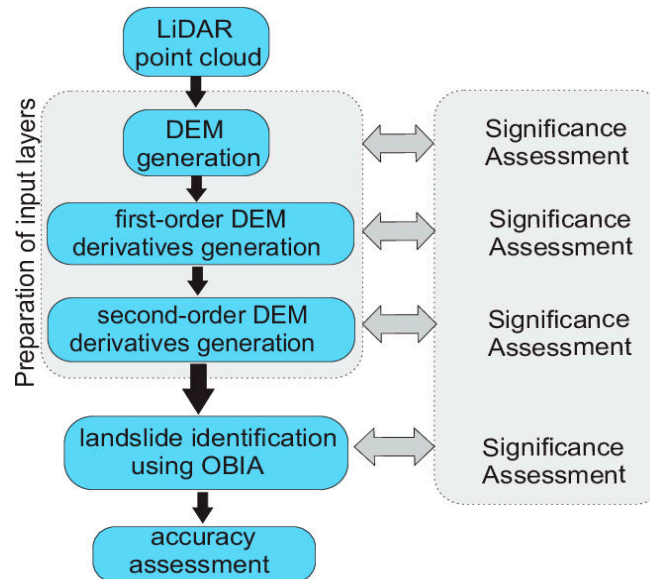 LiDAR
point cloud
Preparation of input layers
DEM
generation
Significance
Assessment
first-order DEM
derivatives generation
Significance
Assessment
second-order DEM
derivatives generation
Significance
Assessment
landslide identification
using OBIA
Significance
Assessment
accuracy
assessment